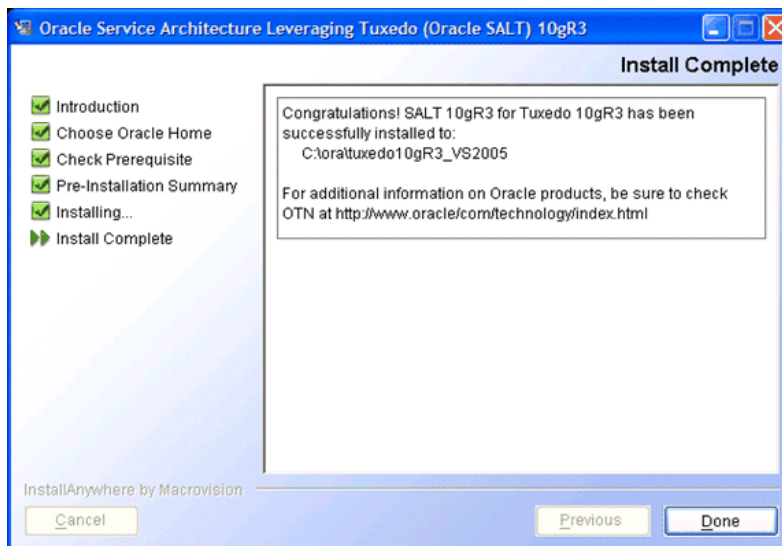 Oracle Service Architecture Leveraging Tuxedo (Oracle SALT) 10gR3
Install Complete
Introduction
Choose Oracle Home
Check Prerequisite
Pre-Installation Summary
Installing...
Install Complete
Congratulations! SALT 10gR3 for Tuxedo 10gR3 has been
successfully installed to:
C:\ora\tuxedo10gR3_VS2005
For additional information on Oracle products, be sure to check
OTN at http://www.oracle/com/technology/index.html
InstallAnywhere by Macrovision
Cancel
Previous
Done